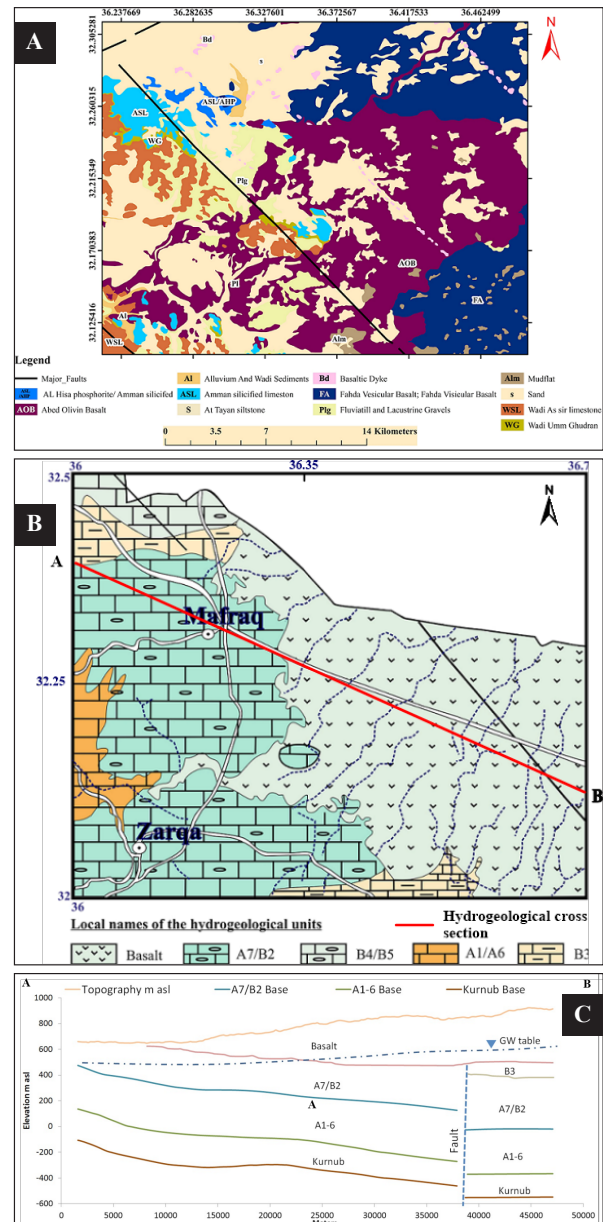 A
36.237669 36.282635 36.327601 36.372567 36.417533 36.462499
32.305281
32.260315
32.215349
32.170383
32.125416
N
Bd
s
ASL
ASL/AHP
WG
Plg
AOB
Pl
FA
Al
WSL
Alm
Legend
Major_Faults
Al Alluvium And Wadi Sediments
Bd Basaltic Dyke
Alm Mudflat
AL Hisa phosphorite/ Amman silicifed
ASL Amman silicified limeston
FA Fahda Vesicular Basalt; Fahda Vesicular Basalt
s Sand
AOB Abed Olivin Basalt
S At Tayan siltstone
Plg Fluviatill and Lacustrine Gravels
WSL Wadi As sir limestone
WG Wadi Umm Ghudran
0 3.5 7 14 Kilometers
B
36 36.35 36.7
32.5
N
A
Mafraq
32.25
B
Zarqa
32
36
Local names of the hydrogeological units
Hydrogeological cross
section
Basalt A7/B2 B4/B5 A1/A6 B3
A B
C
Topography m asl A7/B2 Base A1-6 Base Kurnub Base
Elevation m asl
1000
800
600
400
200
0
-200
-400
-600
Basalt
GW table
B3
A7/B2
A
A7/B2
A1-6
Fault
A1-6
Kurnub
Kurnub
0 5000 10000 15000 20000 25000 30000 35000 40000 45000 50000